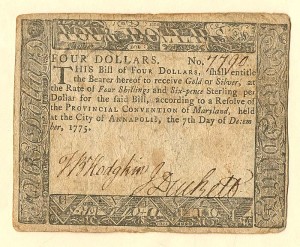 FOUR DOLLARS. No. 7790
THIS Bill of FOUR DOLLARS, shall entitle
the Bearer hereof to receive Gold or Silver, at
the Rate of Four Shillings and Six-pence Sterling per
Dollar for the said Bill, according to a Resolve of
the PROVINCIAL CONVENTION of MARYLAND, held
at the City of ANNAPOLIS, the 7th Day of Decem
ber, 1775.
J Duckett